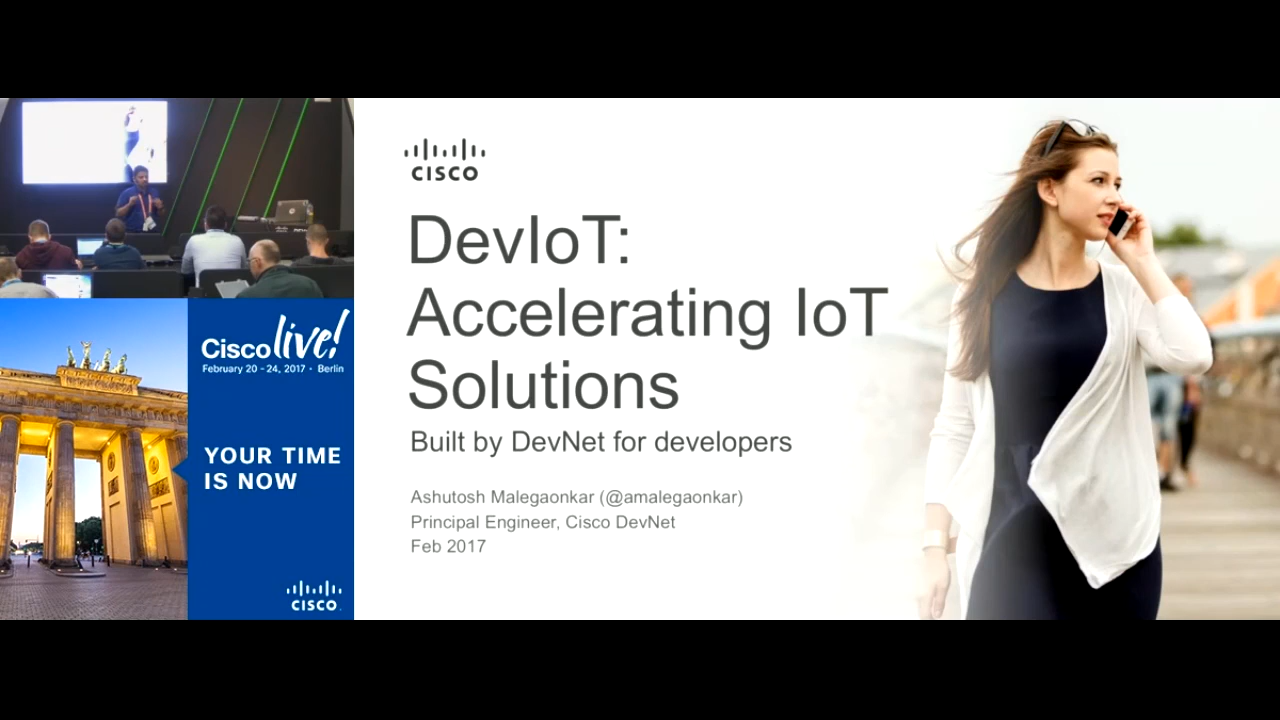 Cisco live!
February 20 - 24, 2017 • Berlin
YOUR TIME
IS NOW
CISCO
CISCO
DevIoT:
Accelerating IoT
Solutions
Built by DevNet for developers
Ashutosh Malegaonkar (@amalegaonkar)
Principal Engineer, Cisco DevNet
Feb 2017